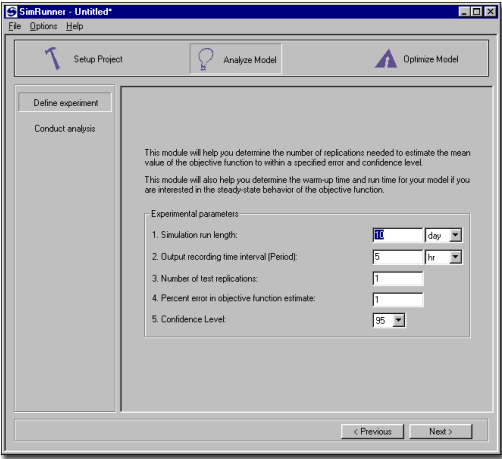 SimRunner - Untitled*
File Options Help
Setup Project
Analyze Model
Optimize Model
Define experiment
Conduct analysis
This module will help you determine the number of replications needed to estimate the mean
value of the objective function to within a specified error and confidence level.
This module will also help you determine the warm-up time and run time for your model if you
are interested in the steady-state behavior of the objective function.
Experimental parameters
1. Simulation run length: 10 day
2. Output recording time interval (Period): 5 hr
3. Number of test replications: 1
4. Percent error in objective function estimate: 1
5. Confidence Level: 95
< Previous Next >